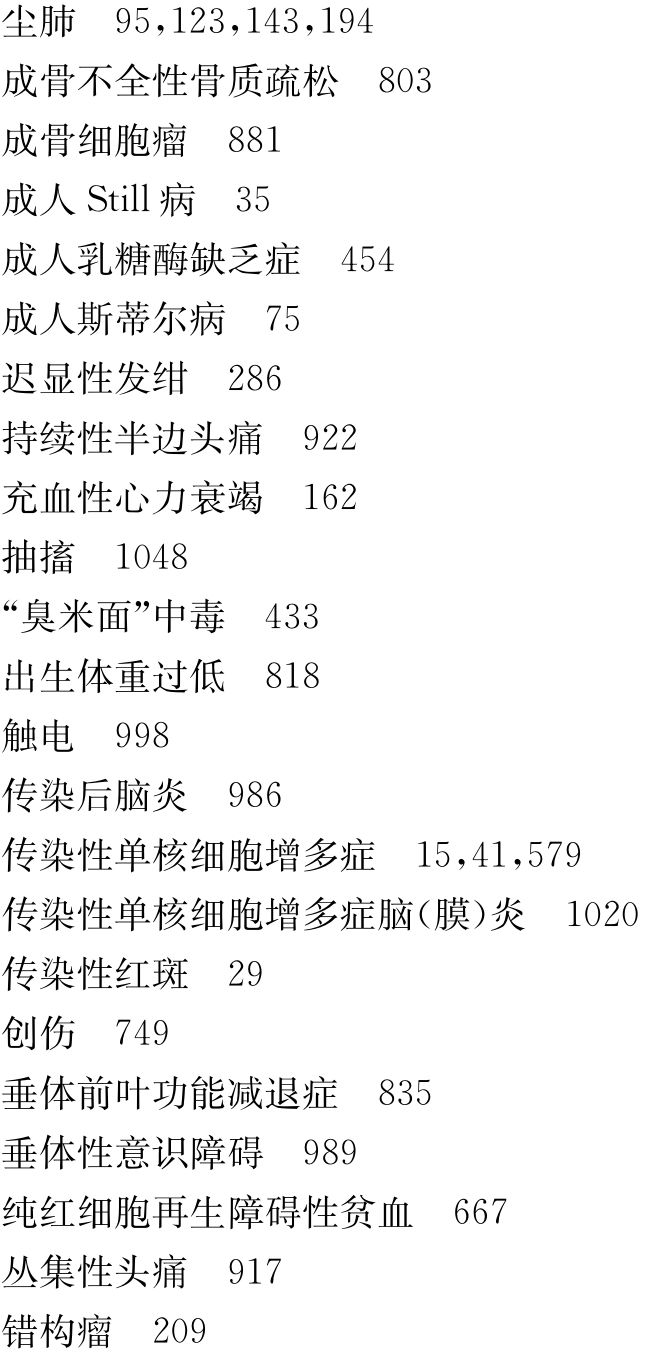 尘肺　95,123,143,194
成骨不全性骨质疏松　803
成骨细胞瘤　881
成人 Still 病　35
成人乳糖酶缺乏症　454
成人斯蒂尔病　75
迟显性发绀　286
持续性半边头痛　922
充血性心力衰竭　162
抽搐　1048
“臭米面”中毒　433
出生体重过低　818
触电　998
传染后脑炎　986
传染性单核细胞增多症　15,41,579
传染性单核细胞增多症脑(膜)炎　1020
传染性红斑　29
创伤　749
垂体前叶功能减退症　835
垂体性意识障碍　989
纯红细胞再生障碍性贫血　667
丛集性头痛　917
错构瘤　209